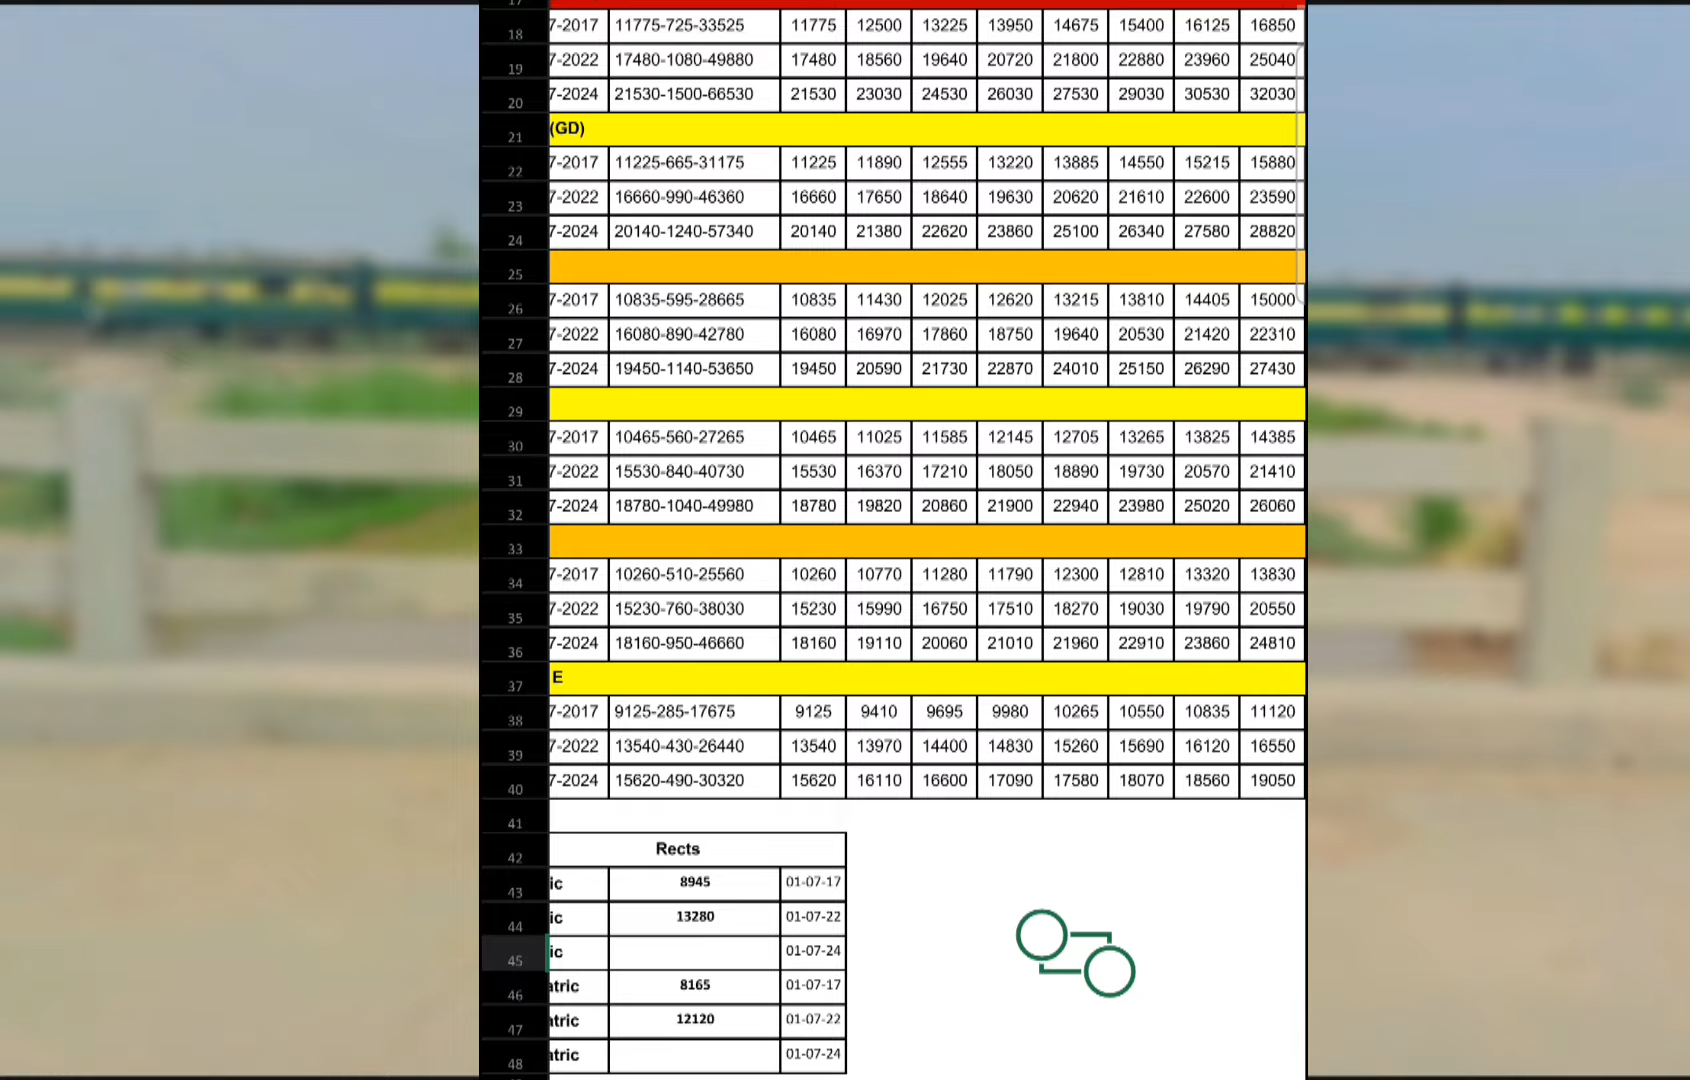 17
18 7-2017 11775-725-33525 11775 12500 13225 13950 14675 15400 16125 16850
19 7-2022 17480-1080-49880 17480 18560 19640 20720 21800 22880 23960 25040
20 7-2024 21530-1500-66530 21530 23030 24530 26030 27530 29030 30530 32030
21 (GD)
22 7-2017 11225-665-31175 11225 11890 12555 13220 13885 14550 15215 15880
23 7-2022 16660-990-46360 16660 17650 18640 19630 20620 21610 22600 23590
24 7-2024 20140-1240-57340 20140 21380 22620 23860 25100 26340 27580 28820
25
26 7-2017 10835-595-28665 10835 11430 12025 12620 13215 13810 14405 15000
27 7-2022 16080-890-42780 16080 16970 17860 18750 19640 20530 21420 22310
28 7-2024 19450-1140-53650 19450 20590 21730 22870 24010 25150 26290 27430
29
30 7-2017 10465-560-27265 10465 11025 11585 12145 12705 13265 13825 14385
31 7-2022 15530-840-40730 15530 16370 17210 18050 18890 19730 20570 21410
32 7-2024 18780-1040-49980 18780 19820 20860 21900 22940 23980 25020 26060
33
34 7-2017 10260-510-25560 10260 10770 11280 11790 12300 12810 13320 13830
35 7-2022 15230-760-38030 15230 15990 16750 17510 18270 19030 19790 20550
36 7-2024 18160-950-46660 18160 19110 20060 21010 21960 22910 23860 24810
37 E
38 7-2017 9125-285-17675 9125 9410 9695 9980 10265 10550 10835 11120
39 7-2022 13540-430-26440 13540 13970 14400 14830 15260 15690 16120 16550
40 7-2024 15620-490-30320 15620 16110 16600 17090 17580 18070 18560 19050
41
42 Rects
43 ic 8945 01-07-17
44 ic 13280 01-07-22
45 ic 01-07-24
46 atric 8165 01-07-17
47 atric 12120 01-07-22
48 atric 01-07-24